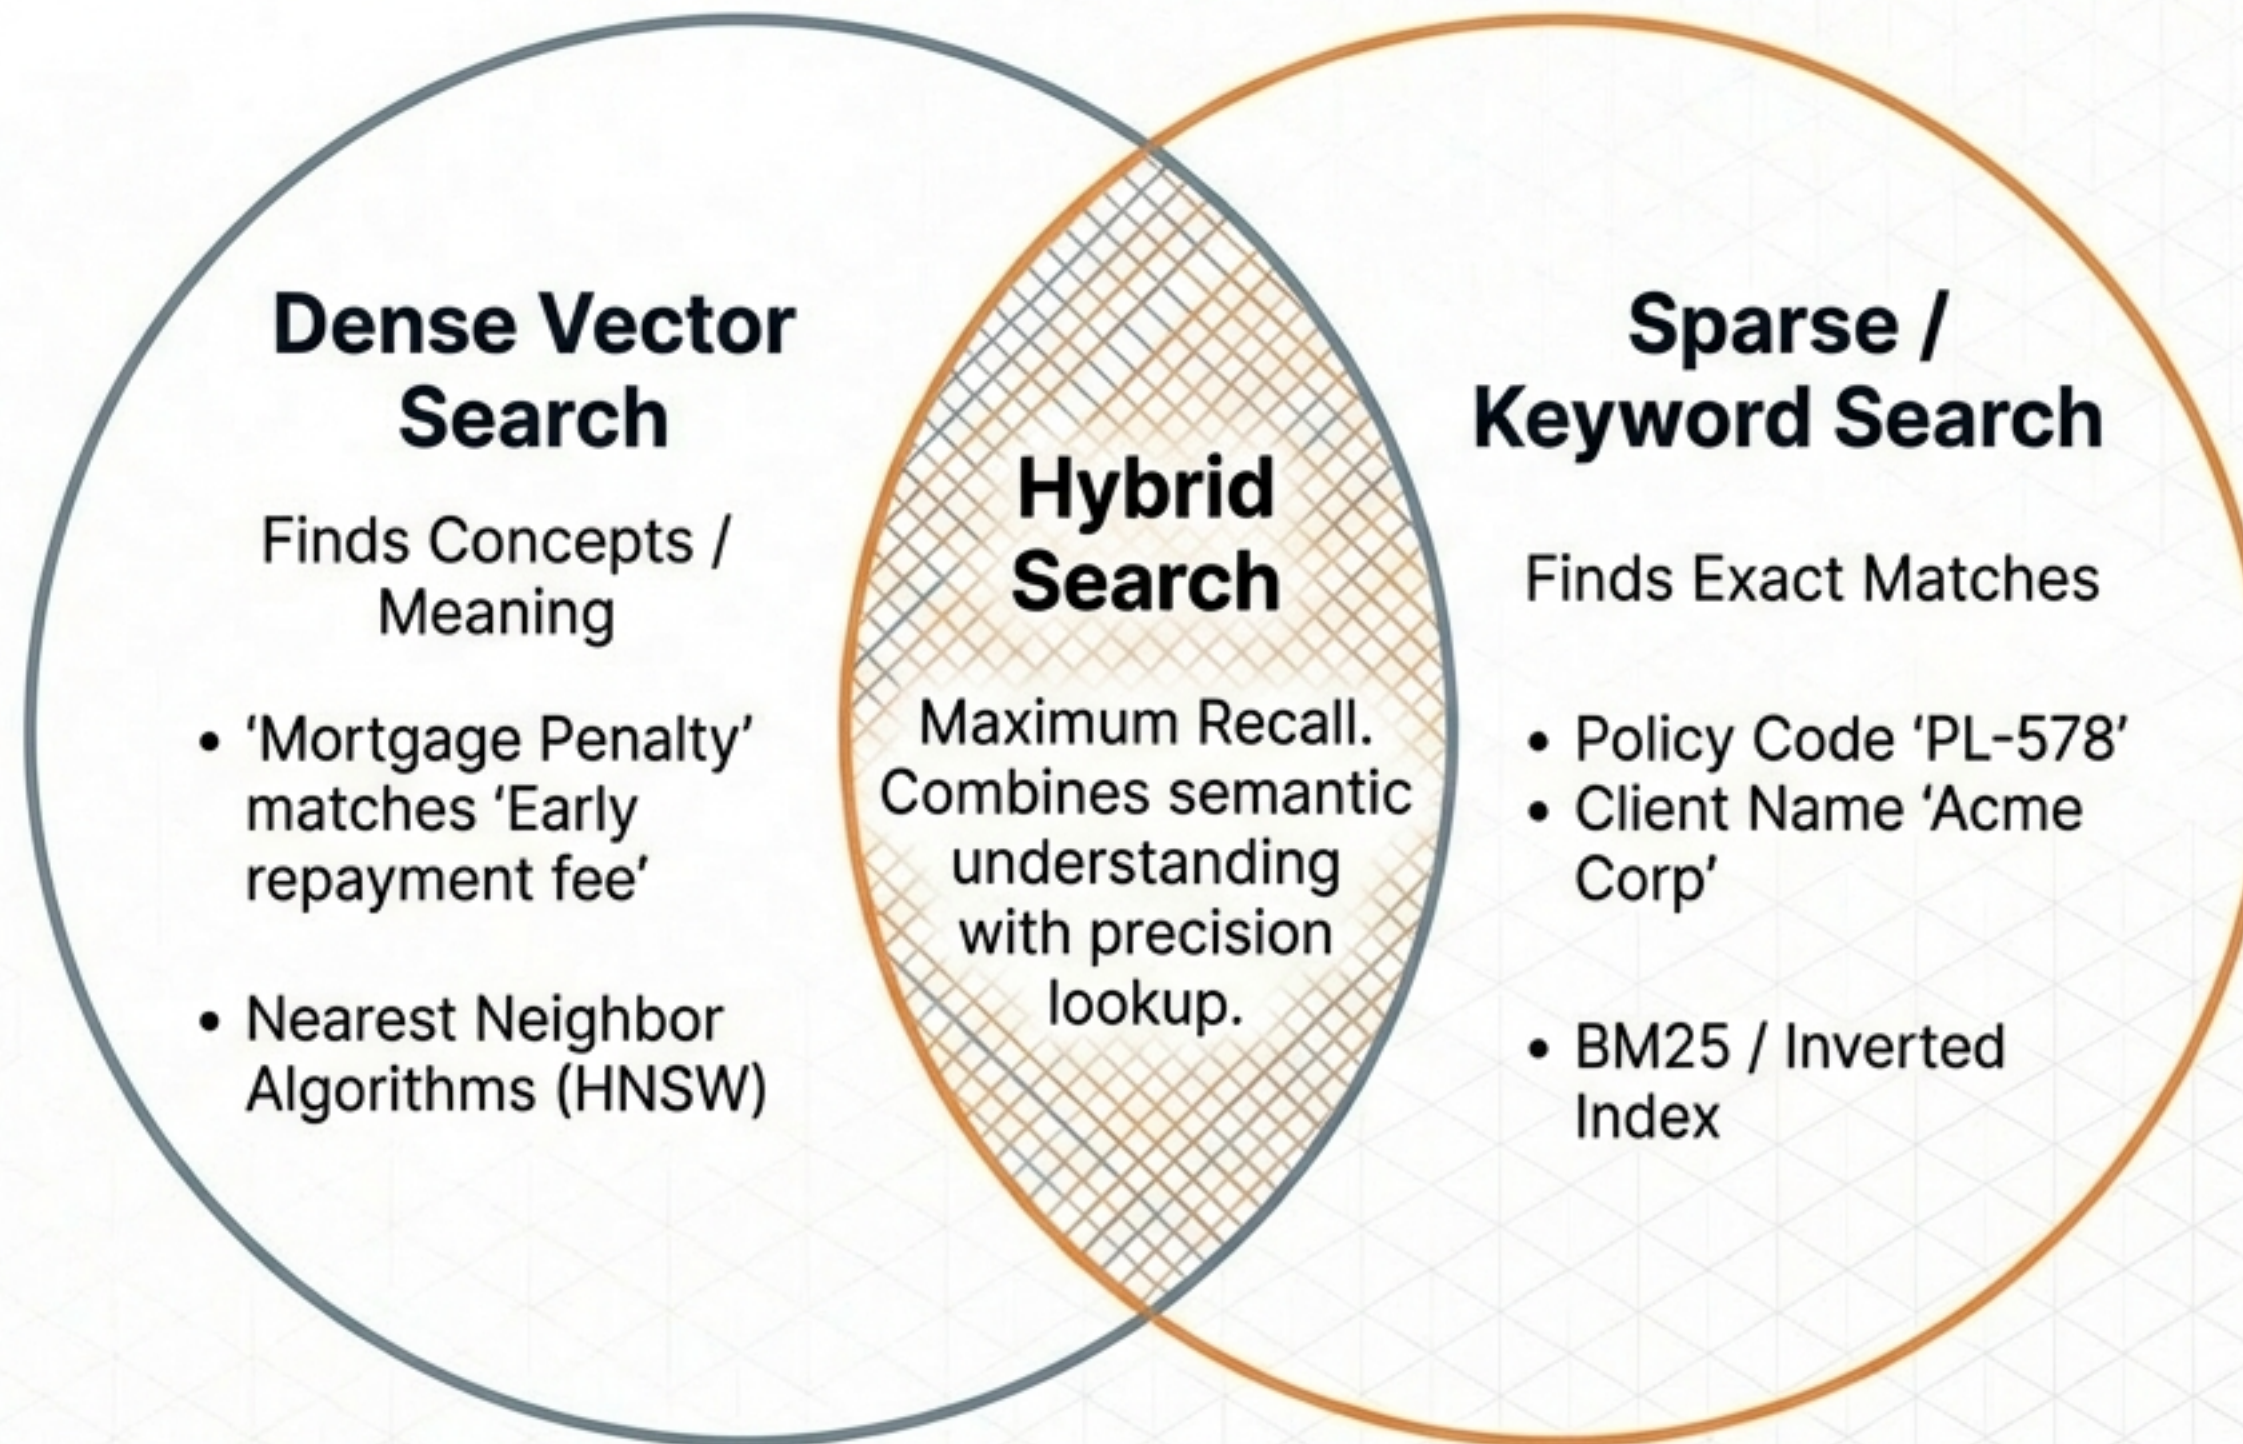 Dense Vector
Search
Finds Concepts /
Meaning
• ‘Mortgage Penalty’
matches ‘Early
repayment fee’
• Nearest Neighbor
Algorithms (HNSW)
Hybrid
Search
Maximum Recall.
Combines semantic
understanding
with precision
lookup.
Sparse /
Keyword Search
Finds Exact Matches
• Policy Code ‘PL-578’
• Client Name ‘Acme
Corp’
• BM25 / Inverted
Index